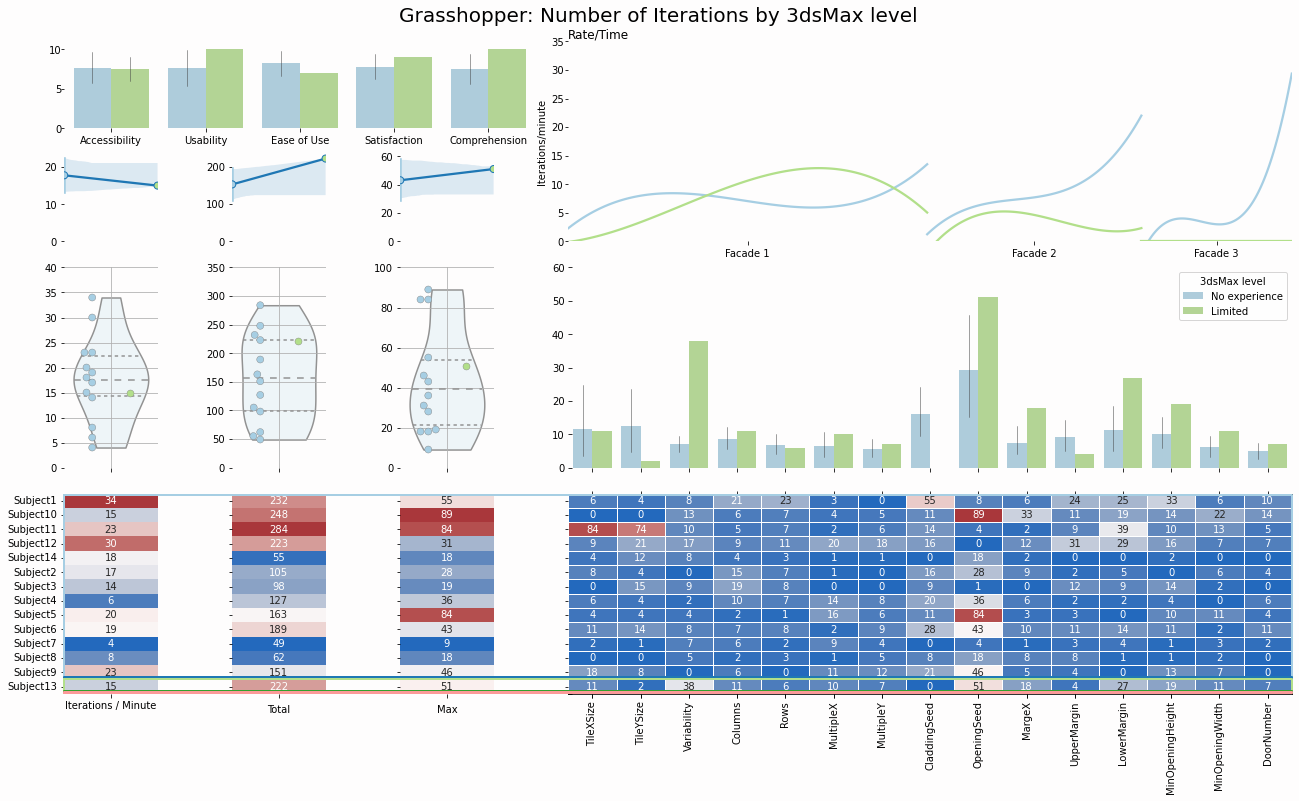 Grasshopper: Number of Iterations by 3dsMax level
10
5
0
Accessibility Usability Ease of Use Satisfaction Comprehension
Rate/Time
Iterations/minute
35
30
25
20
15
10
5
0
Facade 1 Facade 2 Facade 3
20
10
0
200
100
0
60
40
20
0
40
35
30
25
20
15
10
5
0
350
300
250
200
150
100
50
0
100
80
60
40
20
0
60
50
40
30
20
10
0
3dsMax level
No experience
Limited
Subject1 34 232 55 6 4 8 21 23 3 0 55 8 6 24 25 33 6 10
Subject10 15 248 89 0 0 13 6 7 4 5 11 89 33 11 19 14 22 14
Subject11 23 284 84 84 74 10 5 7 2 6 14 4 2 9 39 10 13 5
Subject12 30 223 31 9 21 17 9 11 20 18 16 0 12 31 29 16 7 7
Subject14 18 55 18 4 12 8 4 3 1 1 0 18 2 0 0 2 0 0
Subject2 17 105 28 8 4 0 15 7 1 0 16 28 9 2 5 0 6 4
Subject3 14 98 19 0 15 9 19 8 0 0 9 1 0 12 9 14 2 0
Subject4 6 127 36 6 4 2 10 7 14 8 20 36 6 2 2 4 0 6
Subject5 20 163 84 4 4 4 2 6 16 6 11 84 3 3 0 10 11 4
Subject6 19 189 43 11 14 8 7 8 2 9 28 43 10 11 14 11 2 11
Subject7 4 49 9 2 1 7 6 2 9 4 0 4 1 3 4 1 3 2
Subject8 8 62 18 0 0 5 2 3 1 5 8 18 8 8 1 1 2 0
Subject9 23 151 46 18 8 0 6 0 11 12 21 46 5 4 0 13 7 0
Subject13 15 222 51 11 2 38 11 6 10 7 0 51 18 4 27 19 11 7
Iterations / Minute Total Max
TileXSize
TileYSize
Variability
Columns
Rows
MultipleX
MultipleY
CladdingSeed
OpeningSeed
MargeX
UpperMargin
LowerMargin
MinOpeningHeight
MinOpeningWidth
DoorNumber